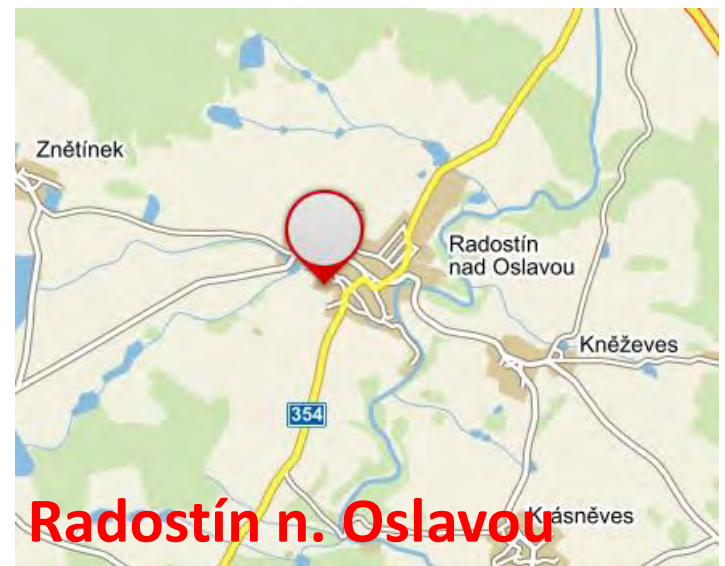 Znětínek
Radostín
nad Oslavou
Kněževes
354
Radostín n. Oslavou
Krásněves